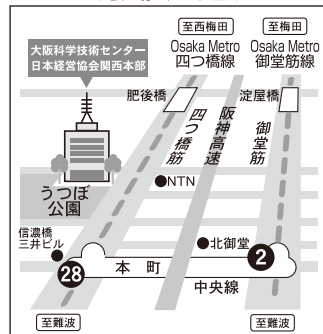 至西梅田
至梅田
大阪科学技術センター
日本経営協会関西本部
Osaka Metro
四つ橋線
Osaka Metro
御堂筋線
肥後橋
淀屋橋
四つ橋筋
阪神高速
御堂筋
うつぼ
公園
NTN
信濃橋
三井ビル
北御堂
2
28
本町
中央線
至難波
至難波